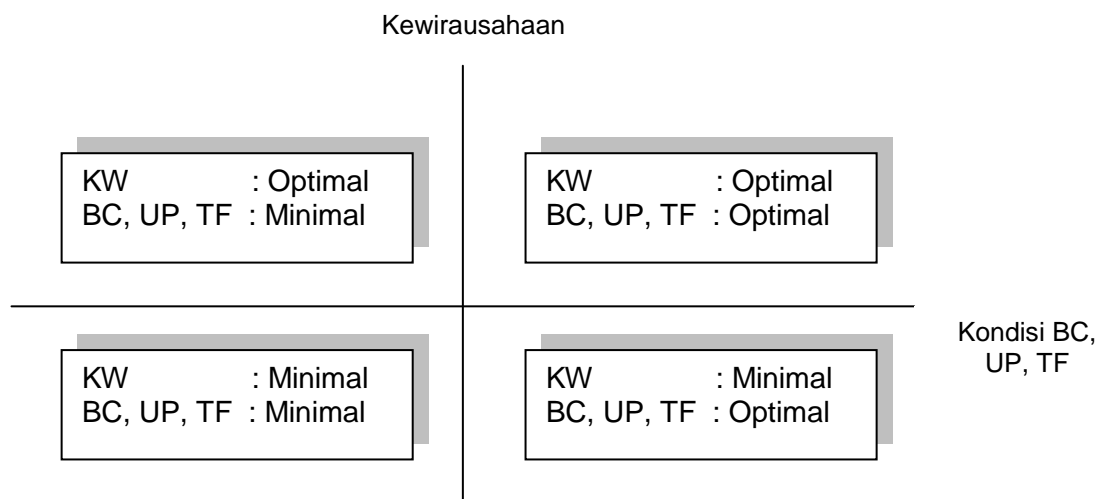 Kewirausahaan
KW : Optimal
BC, UP, TF : Minimal
KW : Optimal
BC, UP, TF : Optimal
Kondisi BC,
UP, TF
KW : Minimal
BC, UP, TF : Minimal
KW : Minimal
BC, UP, TF : Optimal